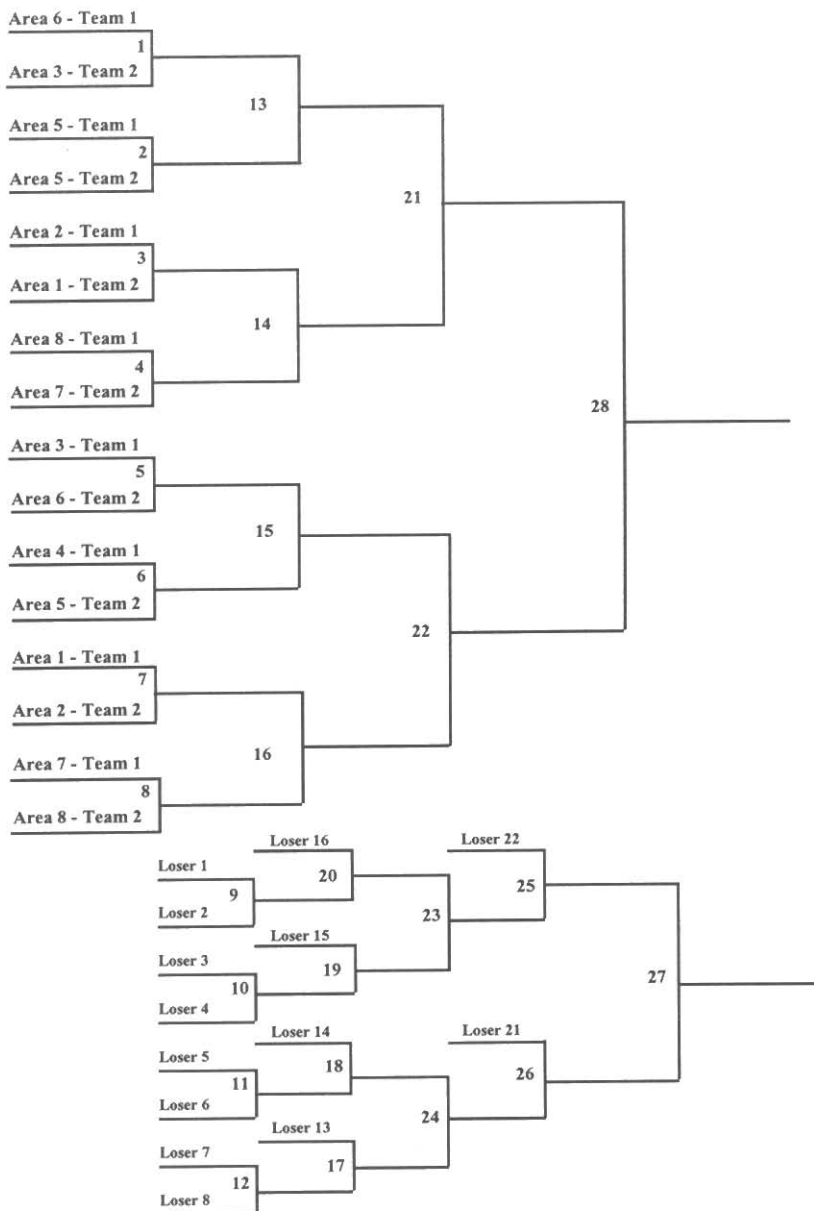 Area 6 - Team 1
1
Area 3 - Team 2
13
Area 5 - Team 1
2
Area 5 - Team 2
21
Area 2 - Team 1
3
Area 1 - Team 2
14
Area 8 - Team 1
4
Area 7 - Team 2
28
Area 3 - Team 1
5
Area 6 - Team 2
15
Area 4 - Team 1
6
Area 5 - Team 2
22
Area 1 - Team 1
7
Area 2 - Team 2
16
Area 7 - Team 1
8
Area 8 - Team 2
Loser 16
Loser 22
Loser 1
20
25
9
Loser 2
23
Loser 15
Loser 3
19
27
10
Loser 4
Loser 14
Loser 21
Loser 5
18
26
11
Loser 6
24
Loser 13
Loser 7
17
12
Loser 8